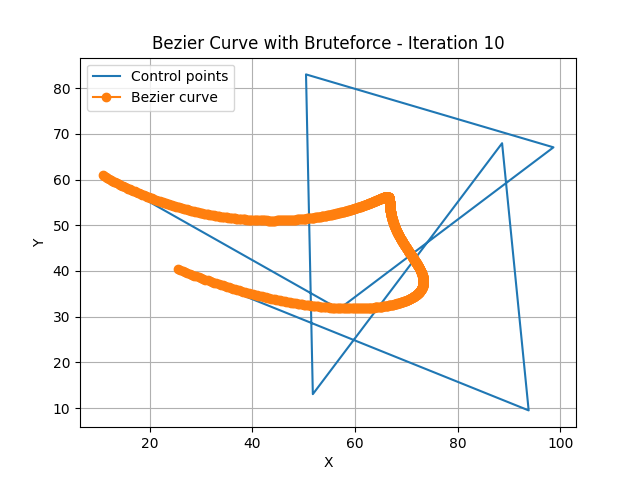 Bezier Curve with Bruteforce - Iteration 10
Control points
Bezier curve
80
70
60
50
40
30
20
10
Y
20 40 60 80 100
X